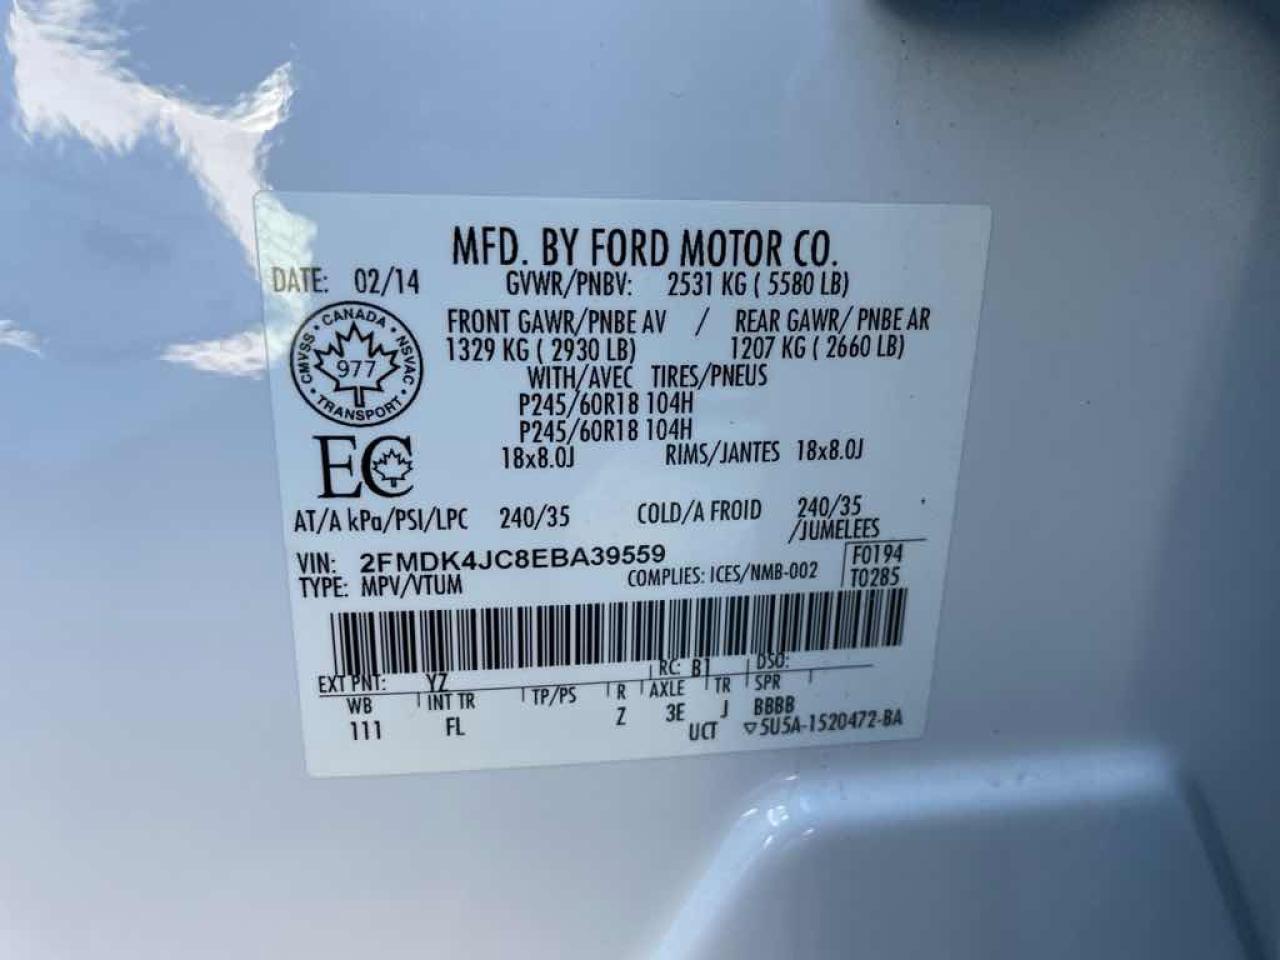 MFD. BY FORD MOTOR CO.
DATE: 02/14 GVWR/PNBV: 2531 KG ( 5580 LB)
FRONT GAWR/PNBE AV / REAR GAWR/ PNBE AR
1329 KG ( 2930 LB) 1207 KG ( 2660 LB)
WITH/AVEC TIRES/PNEUS
P245/60R18 104H
P245/60R18 104H
18x8.0J RIMS/JANTES 18x8.0J
CANADA
CMVSS
NSVAC
977
TRANSPORT
EC
AT/A kPa/PSI/LPC 240/35 COLD/A FROID 240/35
/JUMELEES
VIN: 2FMDK4JC8EBA39559 F0194
TYPE: MPV/VTUM COMPLIES: ICES/NMB-002 T0285
EXT PNT: YZ RC: B1 DSO:
WB INT TR TP/PS R AXLE TR SPR
111 FL Z 3E J BBBB
UCT ▽5U5A-1520472-BA